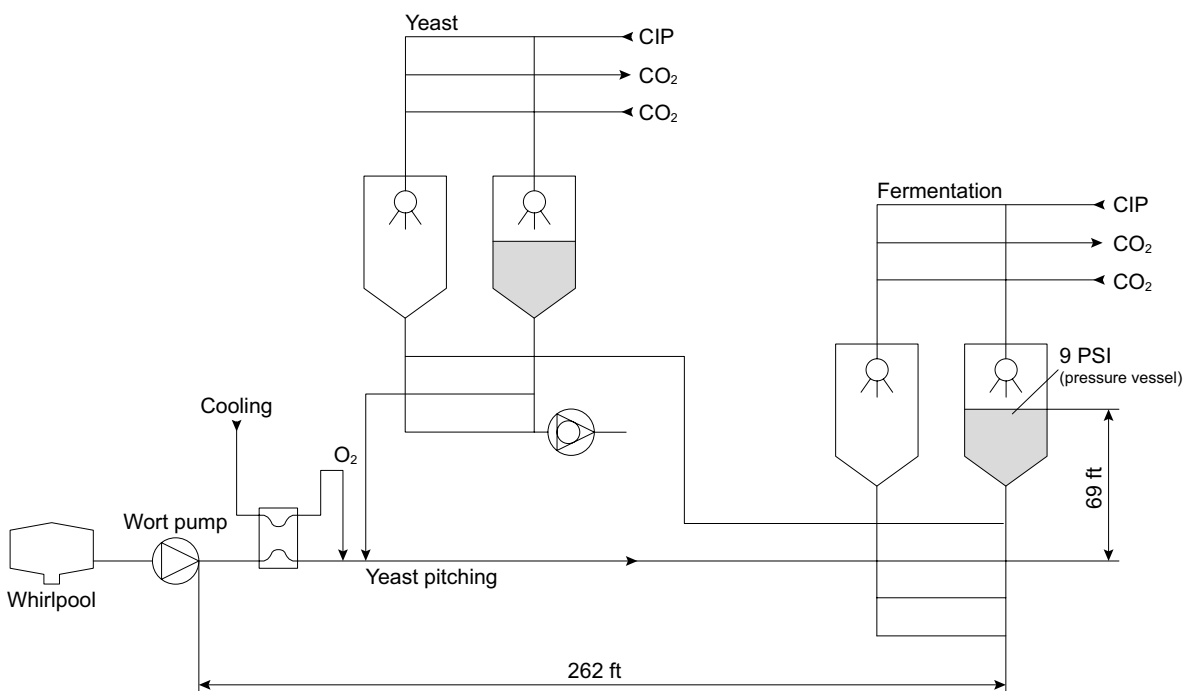 Yeast
CIP
CO₂
CO₂
Fermentation
CIP
CO₂
CO₂
9 PSI
(pressure vessel)
Cooling
O₂
69 ft
Wort pump
Yeast pitching
Whirlpool
262 ft